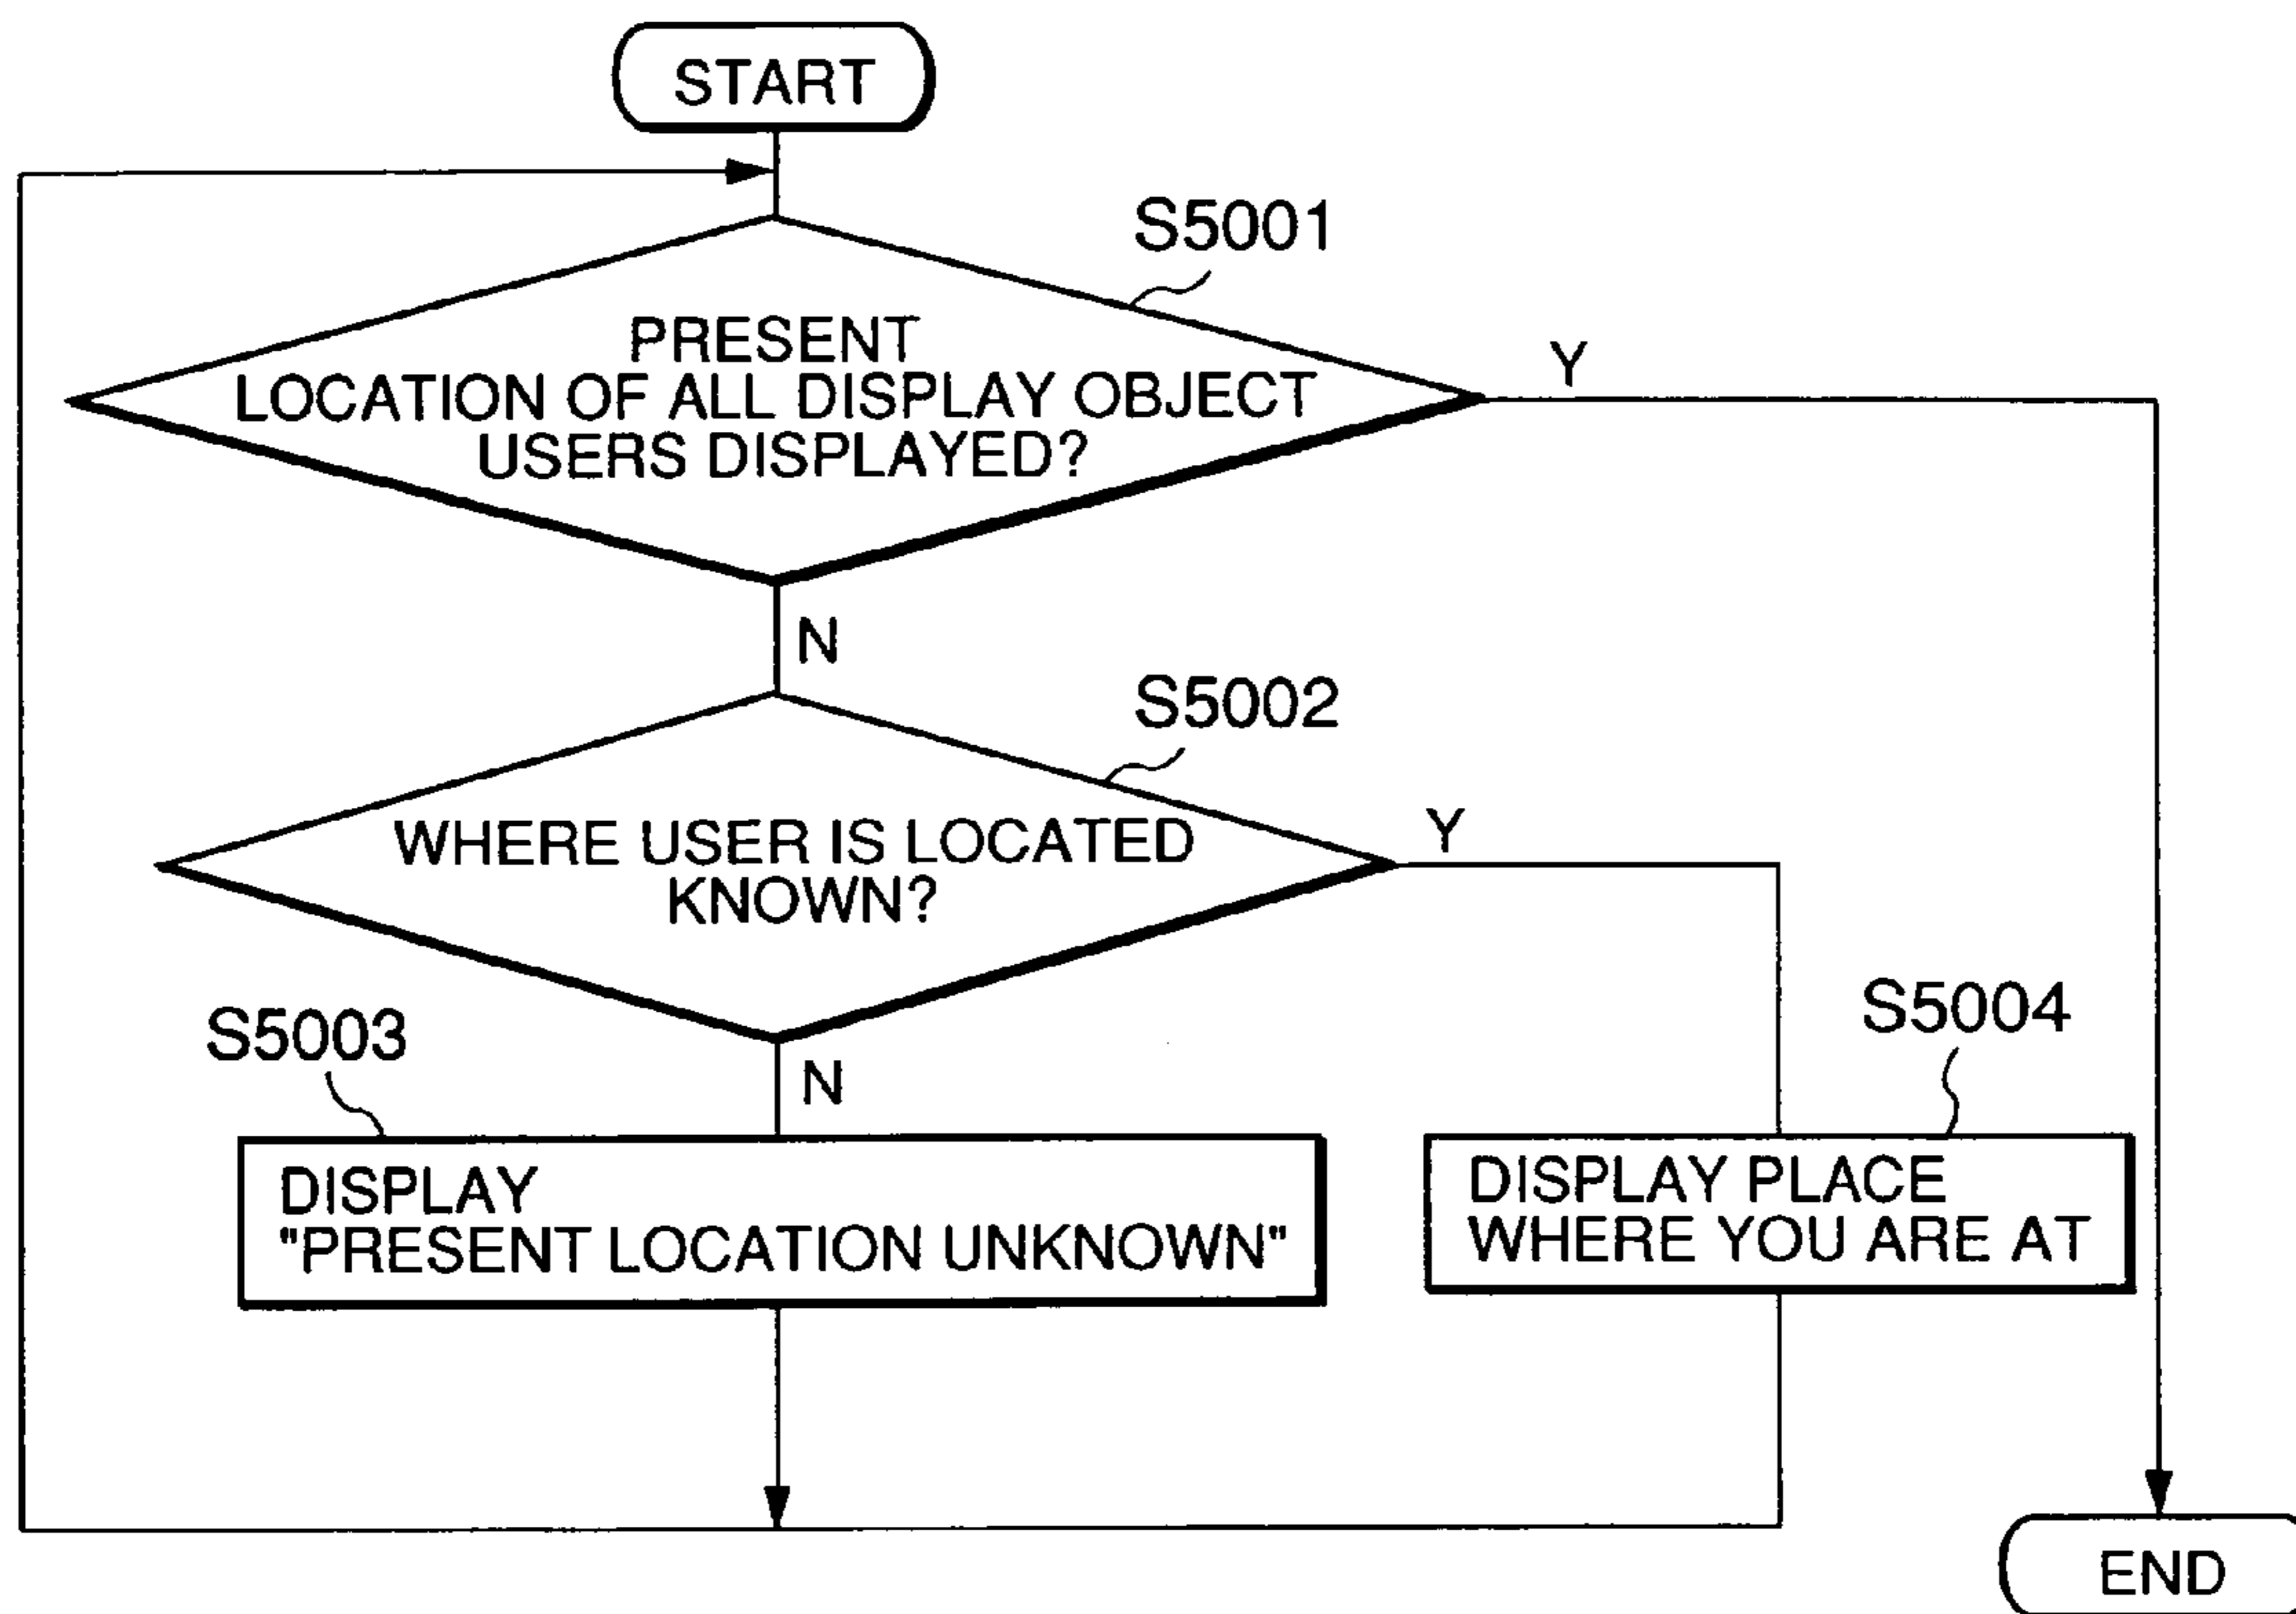 START
S5001
PRESENT
LOCATION OF ALL DISPLAY OBJECT
USERS DISPLAYED?
Y
N
S5002
WHERE USER IS LOCATED
KNOWN?
Y
N
S5003
DISPLAY
"PRESENT LOCATION UNKNOWN"
S5004
DISPLAY PLACE
WHERE YOU ARE AT
END